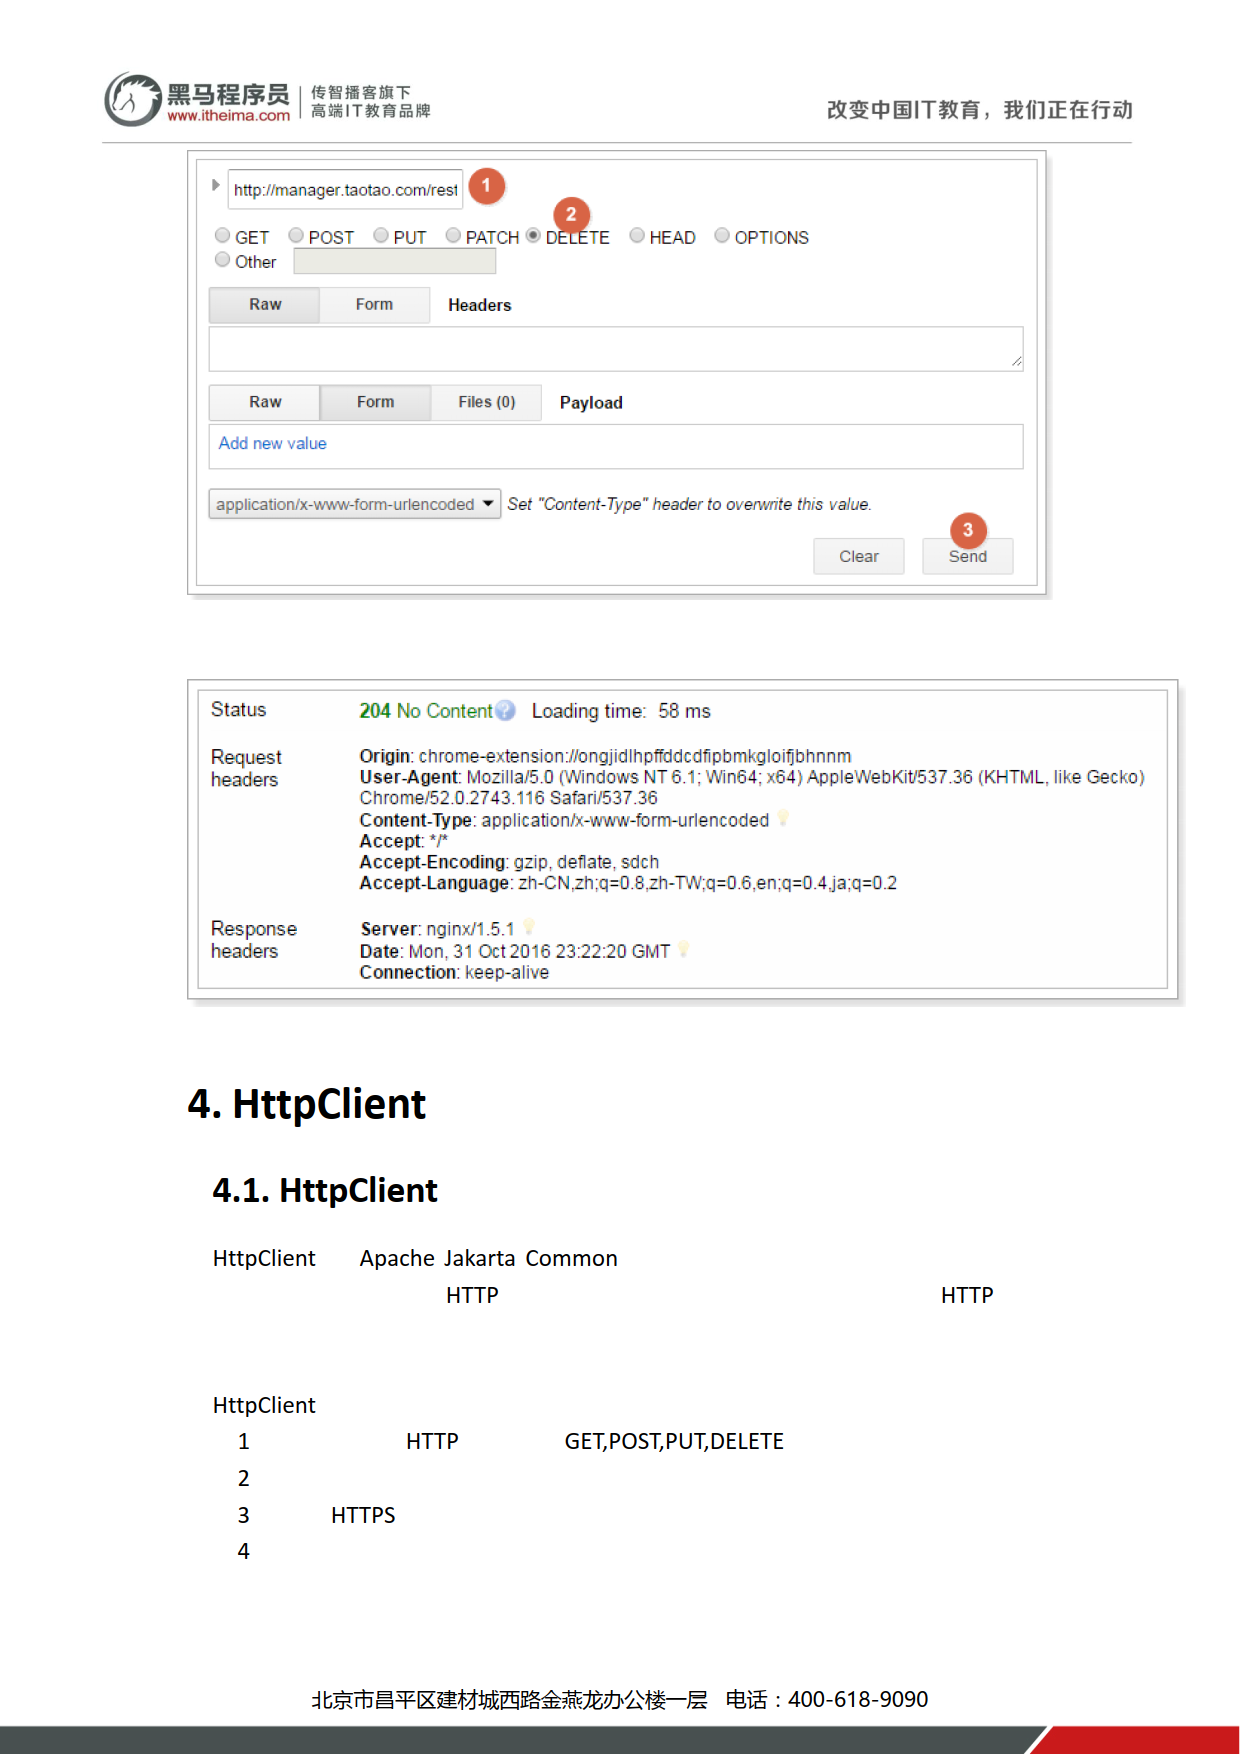 黑马程序员
www.itheima.com
传智播客旗下
高端IT教育品牌
改变中国IT教育，我们正在行动
http://manager.taotao.com/rest
1
2
GET POST PUT PATCH DELETE HEAD OPTIONS
Other
Raw Form Headers
Raw Form Files (0) Payload
Add new value
application/x-www-form-urlencoded Set "Content-Type" header to overwrite this value.
3
Clear Send
Status 204 No Content ? Loading time: 58 ms
Request headers
Origin: chrome-extension://ongjidlhpffddcdfipbmkgloifjbhnnm
User-Agent: Mozilla/5.0 (Windows NT 6.1; Win64; x64) AppleWebKit/537.36 (KHTML, like Gecko)
Chrome/52.0.2743.116 Safari/537.36
Content-Type: application/x-www-form-urlencoded
Accept: */*
Accept-Encoding: gzip, deflate, sdch
Accept-Language: zh-CN,zh;q=0.8,zh-TW;q=0.6,en;q=0.4,ja;q=0.2
Response headers
Server: nginx/1.5.1
Date: Mon, 31 Oct 2016 23:22:20 GMT
Connection: keep-alive
4. HttpClient
4.1. HttpClient
HttpClient Apache Jakarta Common
HTTP HTTP
HttpClient
1 HTTP GET,POST,PUT,DELETE
2
3 HTTPS
4
北京市昌平区建材城西路金燕龙办公楼一层 电话：400-618-9090